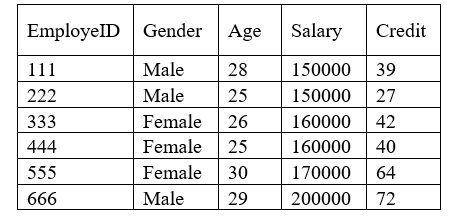 EmployeID Gender Age Salary Credit
111 Male 28 150000 39
222 Male 25 150000 27
333 Female 26 160000 42
444 Female 25 160000 40
555 Female 30 170000 64
666 Male 29 200000 72